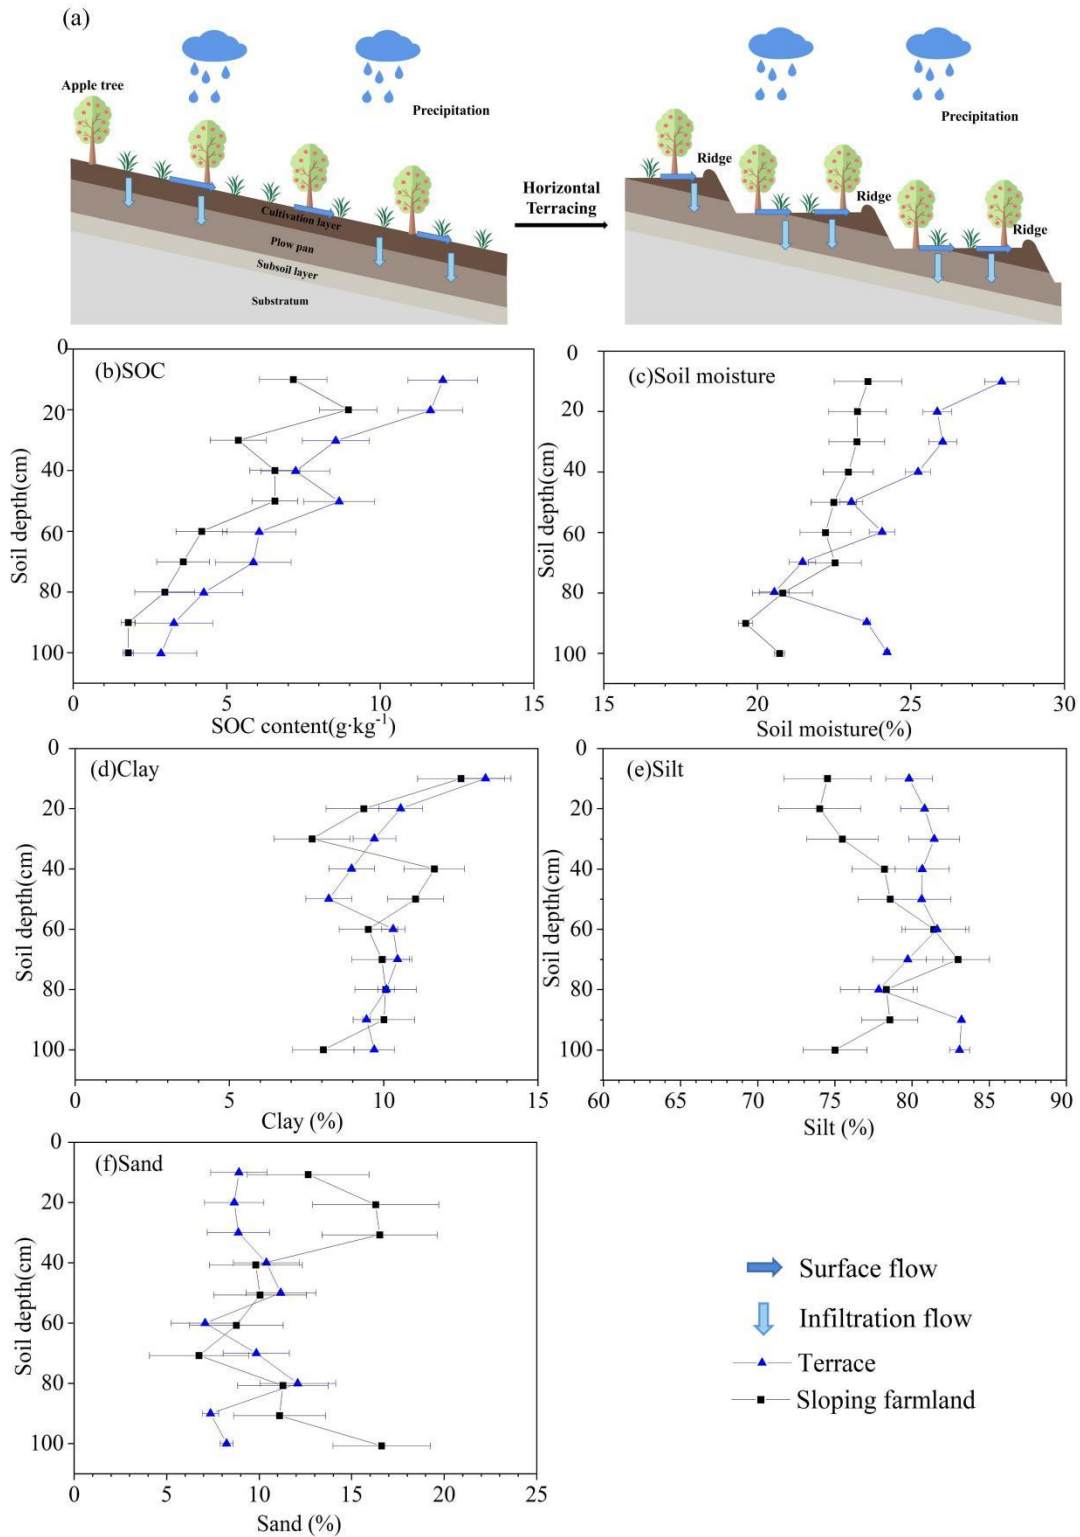 (a)
Apple tree
Precipitation
Cultivation layer
Plow pan
Subsoil layer
Substratum
Horizontal
Terracing
Precipitation
Ridge
Ridge
Ridge
(b)SOC
0
20
40
60
80
100
Soil depth(cm)
0 5 10 15
SOC content(g·kg⁻¹)
(c)Soil moisture
0
20
40
60
80
100
Soil depth(cm)
15 20 25 30
Soil moisture(%)
(d)Clay
0
20
40
60
80
100
Soil depth(cm)
0 5 10 15
Clay (%)
(e)Silt
0
20
40
60
80
100
Soil depth(cm)
60 65 70 75 80 85 90
Silt (%)
(f)Sand
0
20
40
60
80
100
Soil depth(cm)
0 5 10 15 20 25
Sand (%)
Surface flow
Infiltration flow
Terrace
Sloping farmland